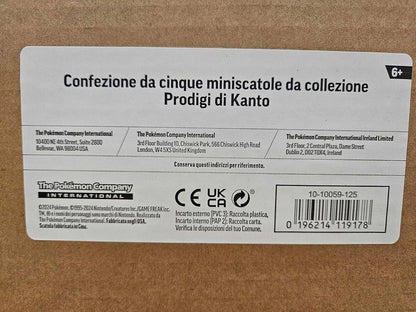 6+
Confezione da cinque miniscatole da collezione
Prodigi di Kanto
The Pokémon Company International
10400 NE 4th Street, Suite 2800
Bellevue, WA 98004 USA
The Pokémon Company International
3rd Floor Building 10, Chiswick Park, 566 Chiswick High Road
London, W4 5XS United Kingdom
The Pokémon Company International Ireland Limited
3rd Floor, 2 Central Plaza, Dame Street
Dublin 2, D02 T0X4, Ireland
Conserva questi indirizzi per riferimento.
The Pokémon Company
INTERNATIONAL
©2024 Pokémon. ©1995-2024 Nintendo/Creatures Inc./GAME FREAK Inc.
TM, ® e i nomi dei personaggi sono marchi di Nintendo. Realizzato da
The Pokémon Company International. Fabbricato negli USA.
Scatola fabbricata in Cina.
CE UK CA
Incarto esterno (PVC 3); Raccolta plastica,
Incarto interno (PAP 2); Raccolta carta.
Verifica le disposizioni del tuo Comune.
10-10059-125
0 196214 119178